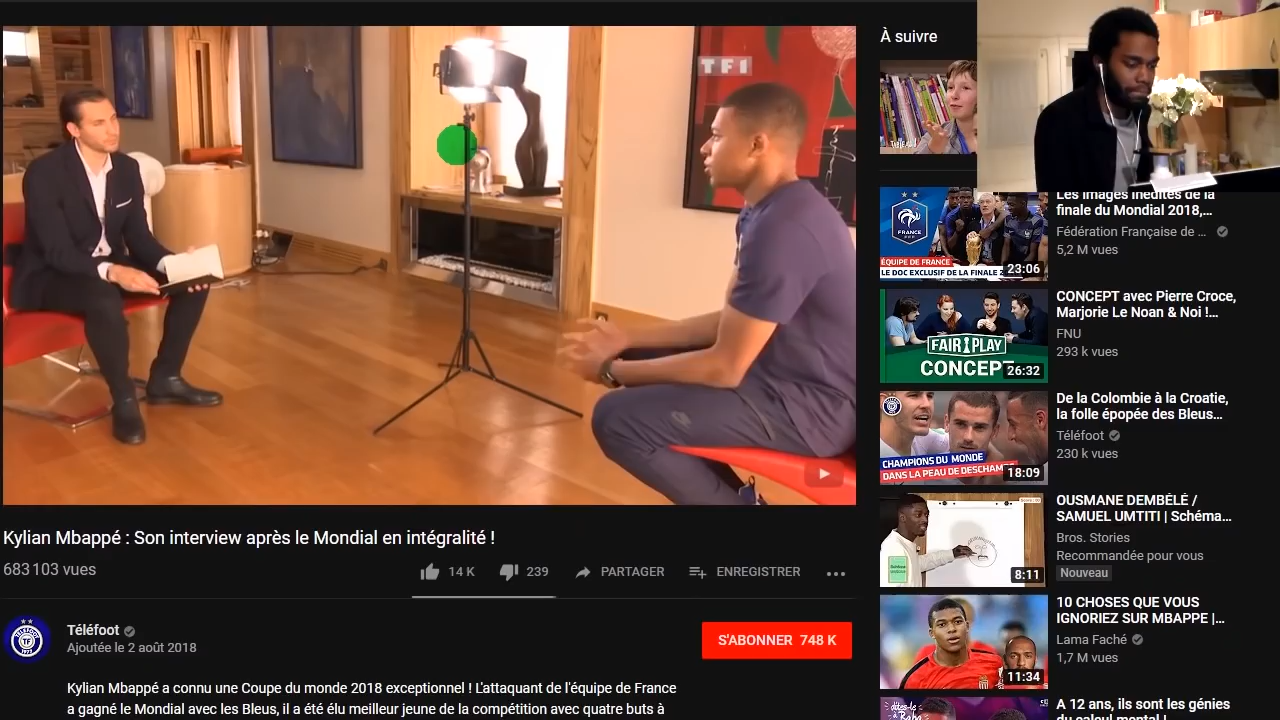 TF1
Kylian Mbappé : Son interview après le Mondial en intégralité !
683 103 vues
14 K
239
PARTAGER
ENREGISTRER
Téléfoot
Ajoutée le 2 août 2018
S'ABONNER 748 K
Kylian Mbappé a connu une Coupe du monde 2018 exceptionnel ! L'attaquant de l'équipe de France
a gagné le Mondial avec les Bleus, il a été élu meilleur jeune de la compétition avec quatre buts à
À suivre
FRANCE
ÉQUIPE DE FRANCE
LE DOC EXCLUSIF DE LA FINALE 2
23:06
Les images inédites de la
finale du Mondial 2018,...
Fédération Française de ...
5,2 M vues
FAIR PLAY
CONCEPT
26:32
CONCEPT avec Pierre Croce,
Marjorie Le Noan & Noi !...
FNU
293 k vues
CHAMPIONS DU MONDE
DANS LA PEAU DE DESCHAM
18:09
De la Colombie à la Croatie,
la folle épopée des Bleus...
Téléfoot
230 k vues
8:11
OUSMANE DEMBÉLÉ /
SAMUEL UMTITI | Schéma...
Bros. Stories
Recommandée pour vous
Nouveau
11:34
10 CHOSES QUE VOUS
IGNORIEZ SUR MBAPPE |...
Lama Faché
1,7 M vues
A 12 ans, ils sont les génies
du calcul mental !